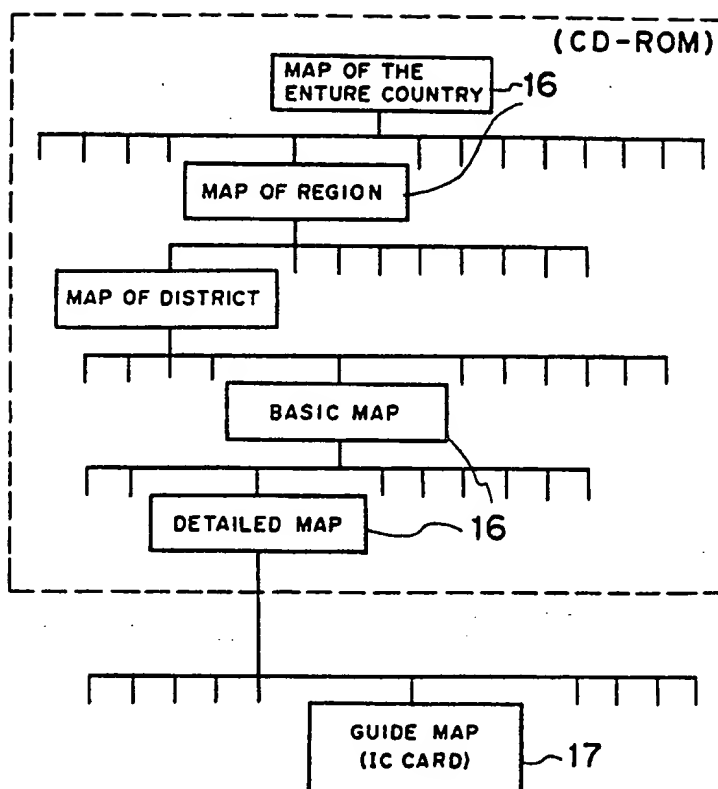 (CD-ROM)
MAP OF THE
ENTURE COUNTRY
16
MAP OF REGION
MAP OF DISTRICT
BASIC MAP
16
DETAILED MAP
16
GUIDE MAP
(IC CARD)
17